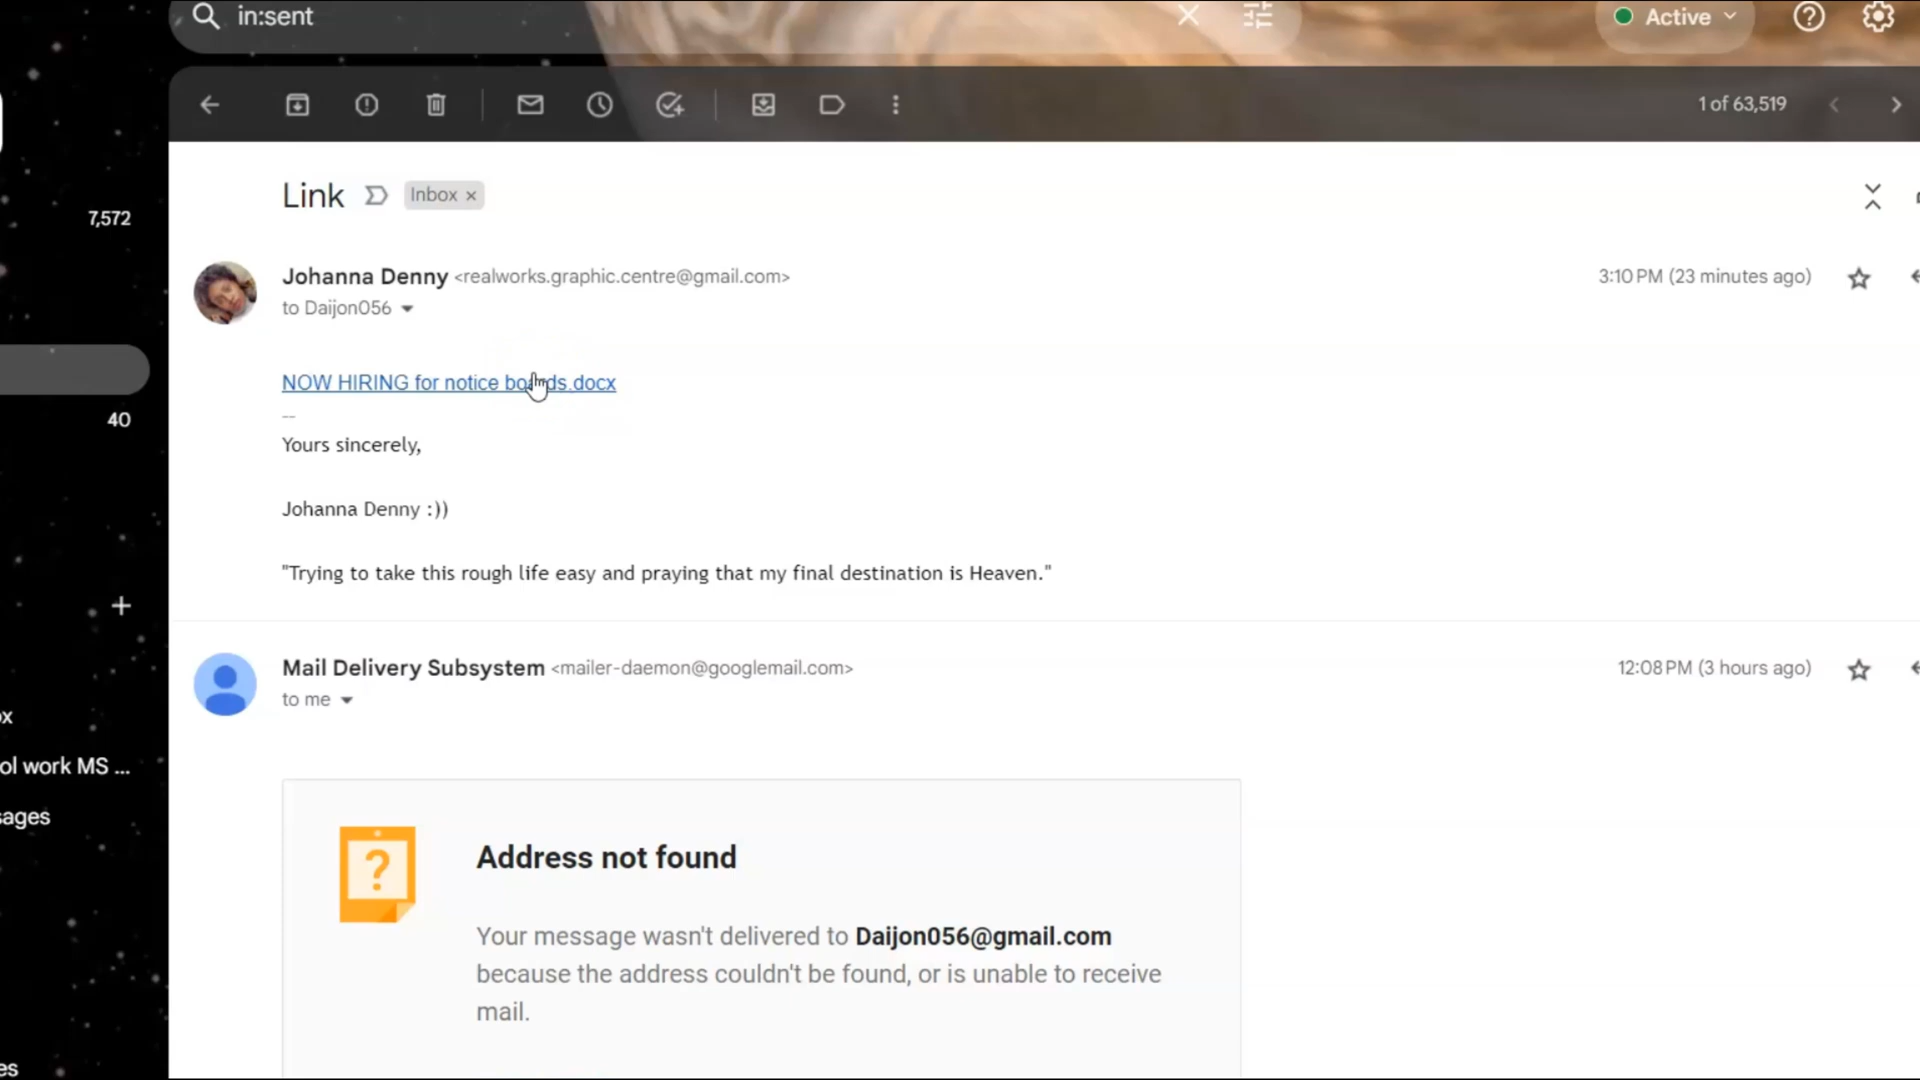 in:sent
Active
1 of 63,519
7,572
Link
Inbox ×
Johanna Denny <realworks.graphic.centre@gmail.com>
3:10 PM (23 minutes ago)
to Daijon056
NOW HIRING for notice boards.docx
--
40
Yours sincerely,
Johanna Denny :))
"Trying to take this rough life easy and praying that my final destination is Heaven."
Mail Delivery Subsystem <mailer-daemon@googlemail.com>
12:08 PM (3 hours ago)
to me
ox
ol work MS ...
sages
Address not found
Your message wasn't delivered to Daijon056@gmail.com
because the address couldn't be found, or is unable to receive
mail.
es